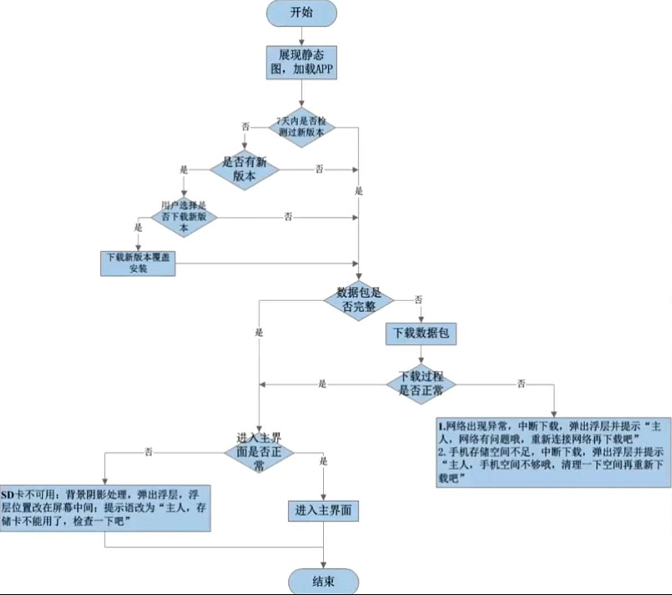 开始
展现静态
图，加载APP
7天内是否检
测过新版本
否
是否有新
版本
是
否
是
用户选择是
否下载新版
本
否
是
下载新版本覆盖
安装
数据包是
否完整
否
是
下载数据包
下载过程
是否正常
是
否
1.网络出现异常，中断下载，弹出浮层并提示“主
人，网络有问题哦，重新连接网络再下载吧”
2. 手机存储空间不足，中断下载，弹出浮层并提示
“主人，手机空间不够哦，清理一下空间再重新下
载吧”
进入主界
面是否正
常
否
是
SD卡不可用：背景阴影处理，弹出浮层，浮
层位置改在屏幕中间；提示语改为“主人，存
储卡不能用了，检查一下吧”
进入主界面
结束